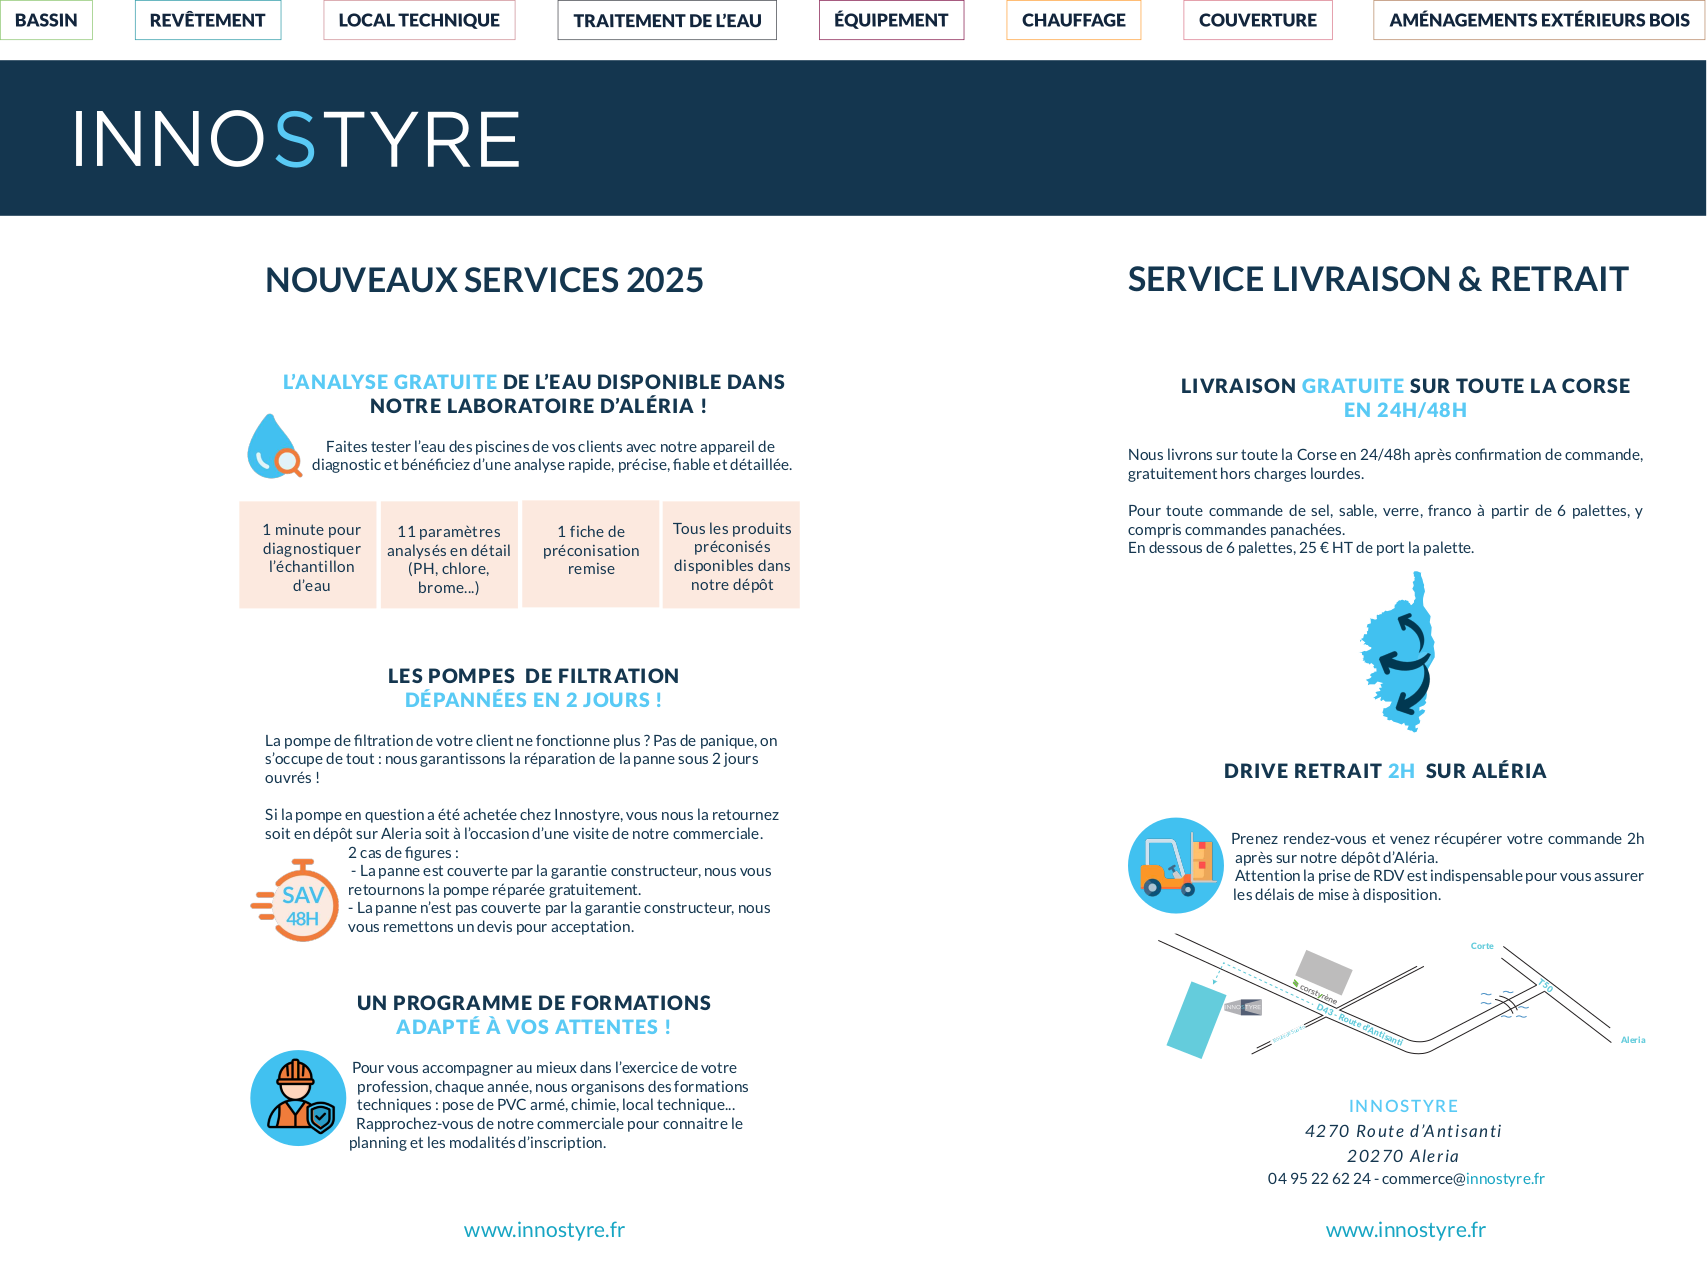 BASSIN
REVÊTEMENT
LOCAL TECHNIQUE
TRAITEMENT DE L’EAU
ÉQUIPEMENT
CHAUFFAGE
COUVERTURE
AMÉNAGEMENTS EXTÉRIEURS BOIS
INNOSTYRE
NOUVEAUX SERVICES 2025
L’ANALYSE GRATUITE DE L’EAU DISPONIBLE DANS
NOTRE LABORATOIRE D’ALÉRIA !
Faites tester l’eau des piscines de vos clients avec notre appareil de
diagnostic et bénéficiez d’une analyse rapide, précise, fiable et détaillée.
1 minute pour
diagnostiquer
l’échantillon
d’eau
11 paramètres
analysés en détail
(PH, chlore,
brome...)
1 fiche de
préconisation
remise
Tous les produits
préconisés
disponibles dans
notre dépôt
LES POMPES DE FILTRATION
DÉPANNÉES EN 2 JOURS !
La pompe de filtration de votre client ne fonctionne plus ? Pas de panique, on
s’occupe de tout : nous garantissons la réparation de la panne sous 2 jours
ouvrés !
Si la pompe en question a été achetée chez Innostyre, vous nous la retournez
soit en dépôt sur Aleria soit à l’occasion d’une visite de notre commerciale.
2 cas de figures :
- La panne est couverte par la garantie constructeur, nous vous
retournons la pompe réparée gratuitement.
- La panne n’est pas couverte par la garantie constructeur, nous
vous remettons un devis pour acceptation.
SAV
48H
UN PROGRAMME DE FORMATIONS
ADAPTÉ À VOS ATTENTES !
Pour vous accompagner au mieux dans l’exercice de votre
profession, chaque année, nous organisons des formations
techniques : pose de PVC armé, chimie, local technique...
Rapprochez-vous de notre commerciale pour connaitre le
planning et les modalités d’inscription.
www.innostyre.fr
SERVICE LIVRAISON & RETRAIT
LIVRAISON GRATUITE SUR TOUTE LA CORSE
EN 24H/48H
Nous livrons sur toute la Corse en 24/48h après confirmation de commande,
gratuitement hors charges lourdes.
Pour toute commande de sel, sable, verre, franco à partir de 6 palettes, y
compris commandes panachées.
En dessous de 6 palettes, 25 € HT de port la palette.
DRIVE RETRAIT 2H SUR ALÉRIA
Prenez rendez-vous et venez récupérer votre commande 2h
après sur notre dépôt d’Aléria.
Attention la prise de RDV est indispensable pour vous assurer
les délais de mise à disposition.
Corte
T50
corstyrène
INNOSTYRE
D43 - Route d’Antisanti
Aleria
INNOSTYRE
4270 Route d’Antisanti
20270 Aleria
04 95 22 62 24 - commerce@innostyre.fr
www.innostyre.fr